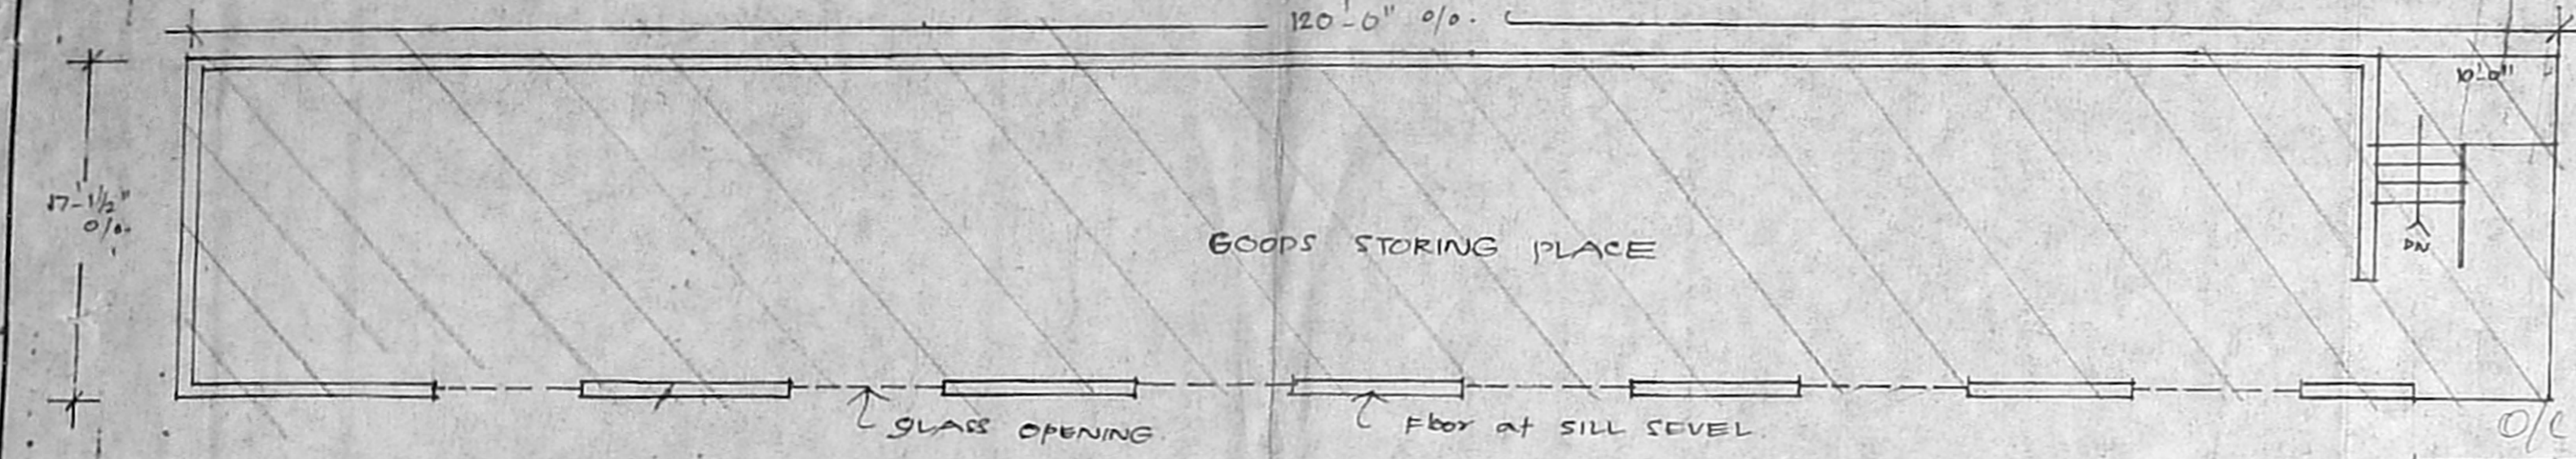 120'-0" o/o.
10'-0"
17'-1½"
o/o.
GOODS STORING PLACE
DN
GLASS OPENING
Floor at SILL SEVEL
O/C